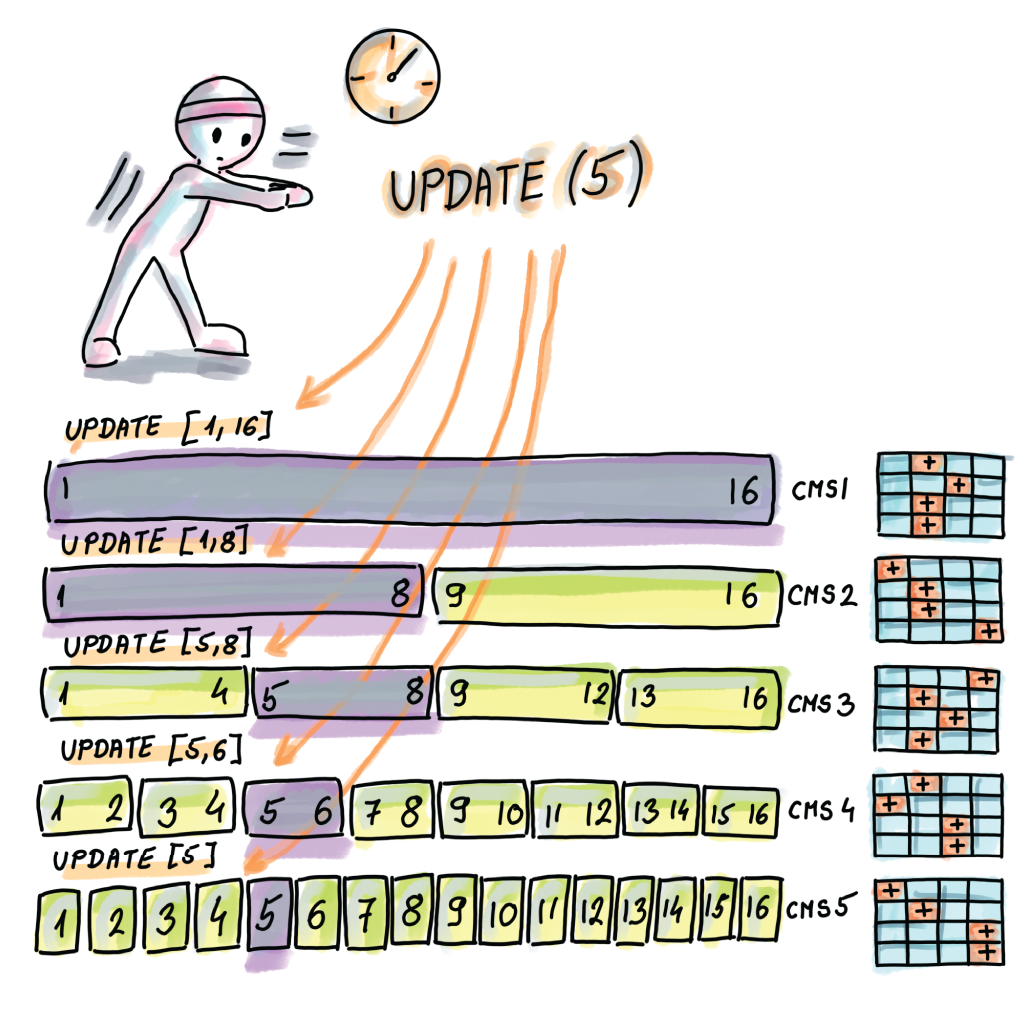 UPDATE (5)
UPDATE [1,16]
1 16 CMS1
+
+
+
+
UPDATE [1,8]
1 8 9 16 CMS2
+
+
+
+
UPDATE [5,8]
1 4 5 8 9 12 13 16 CMS3
+
+
+
+
UPDATE [5,6]
1 2 3 4 5 6 7 8 9 10 11 12 13 14 15 16 CMS4
+
+
+
+
UPDATE [5]
1 2 3 4 5 6 7 8 9 10 11 12 13 14 15 16 CMS5
+
+
+
+